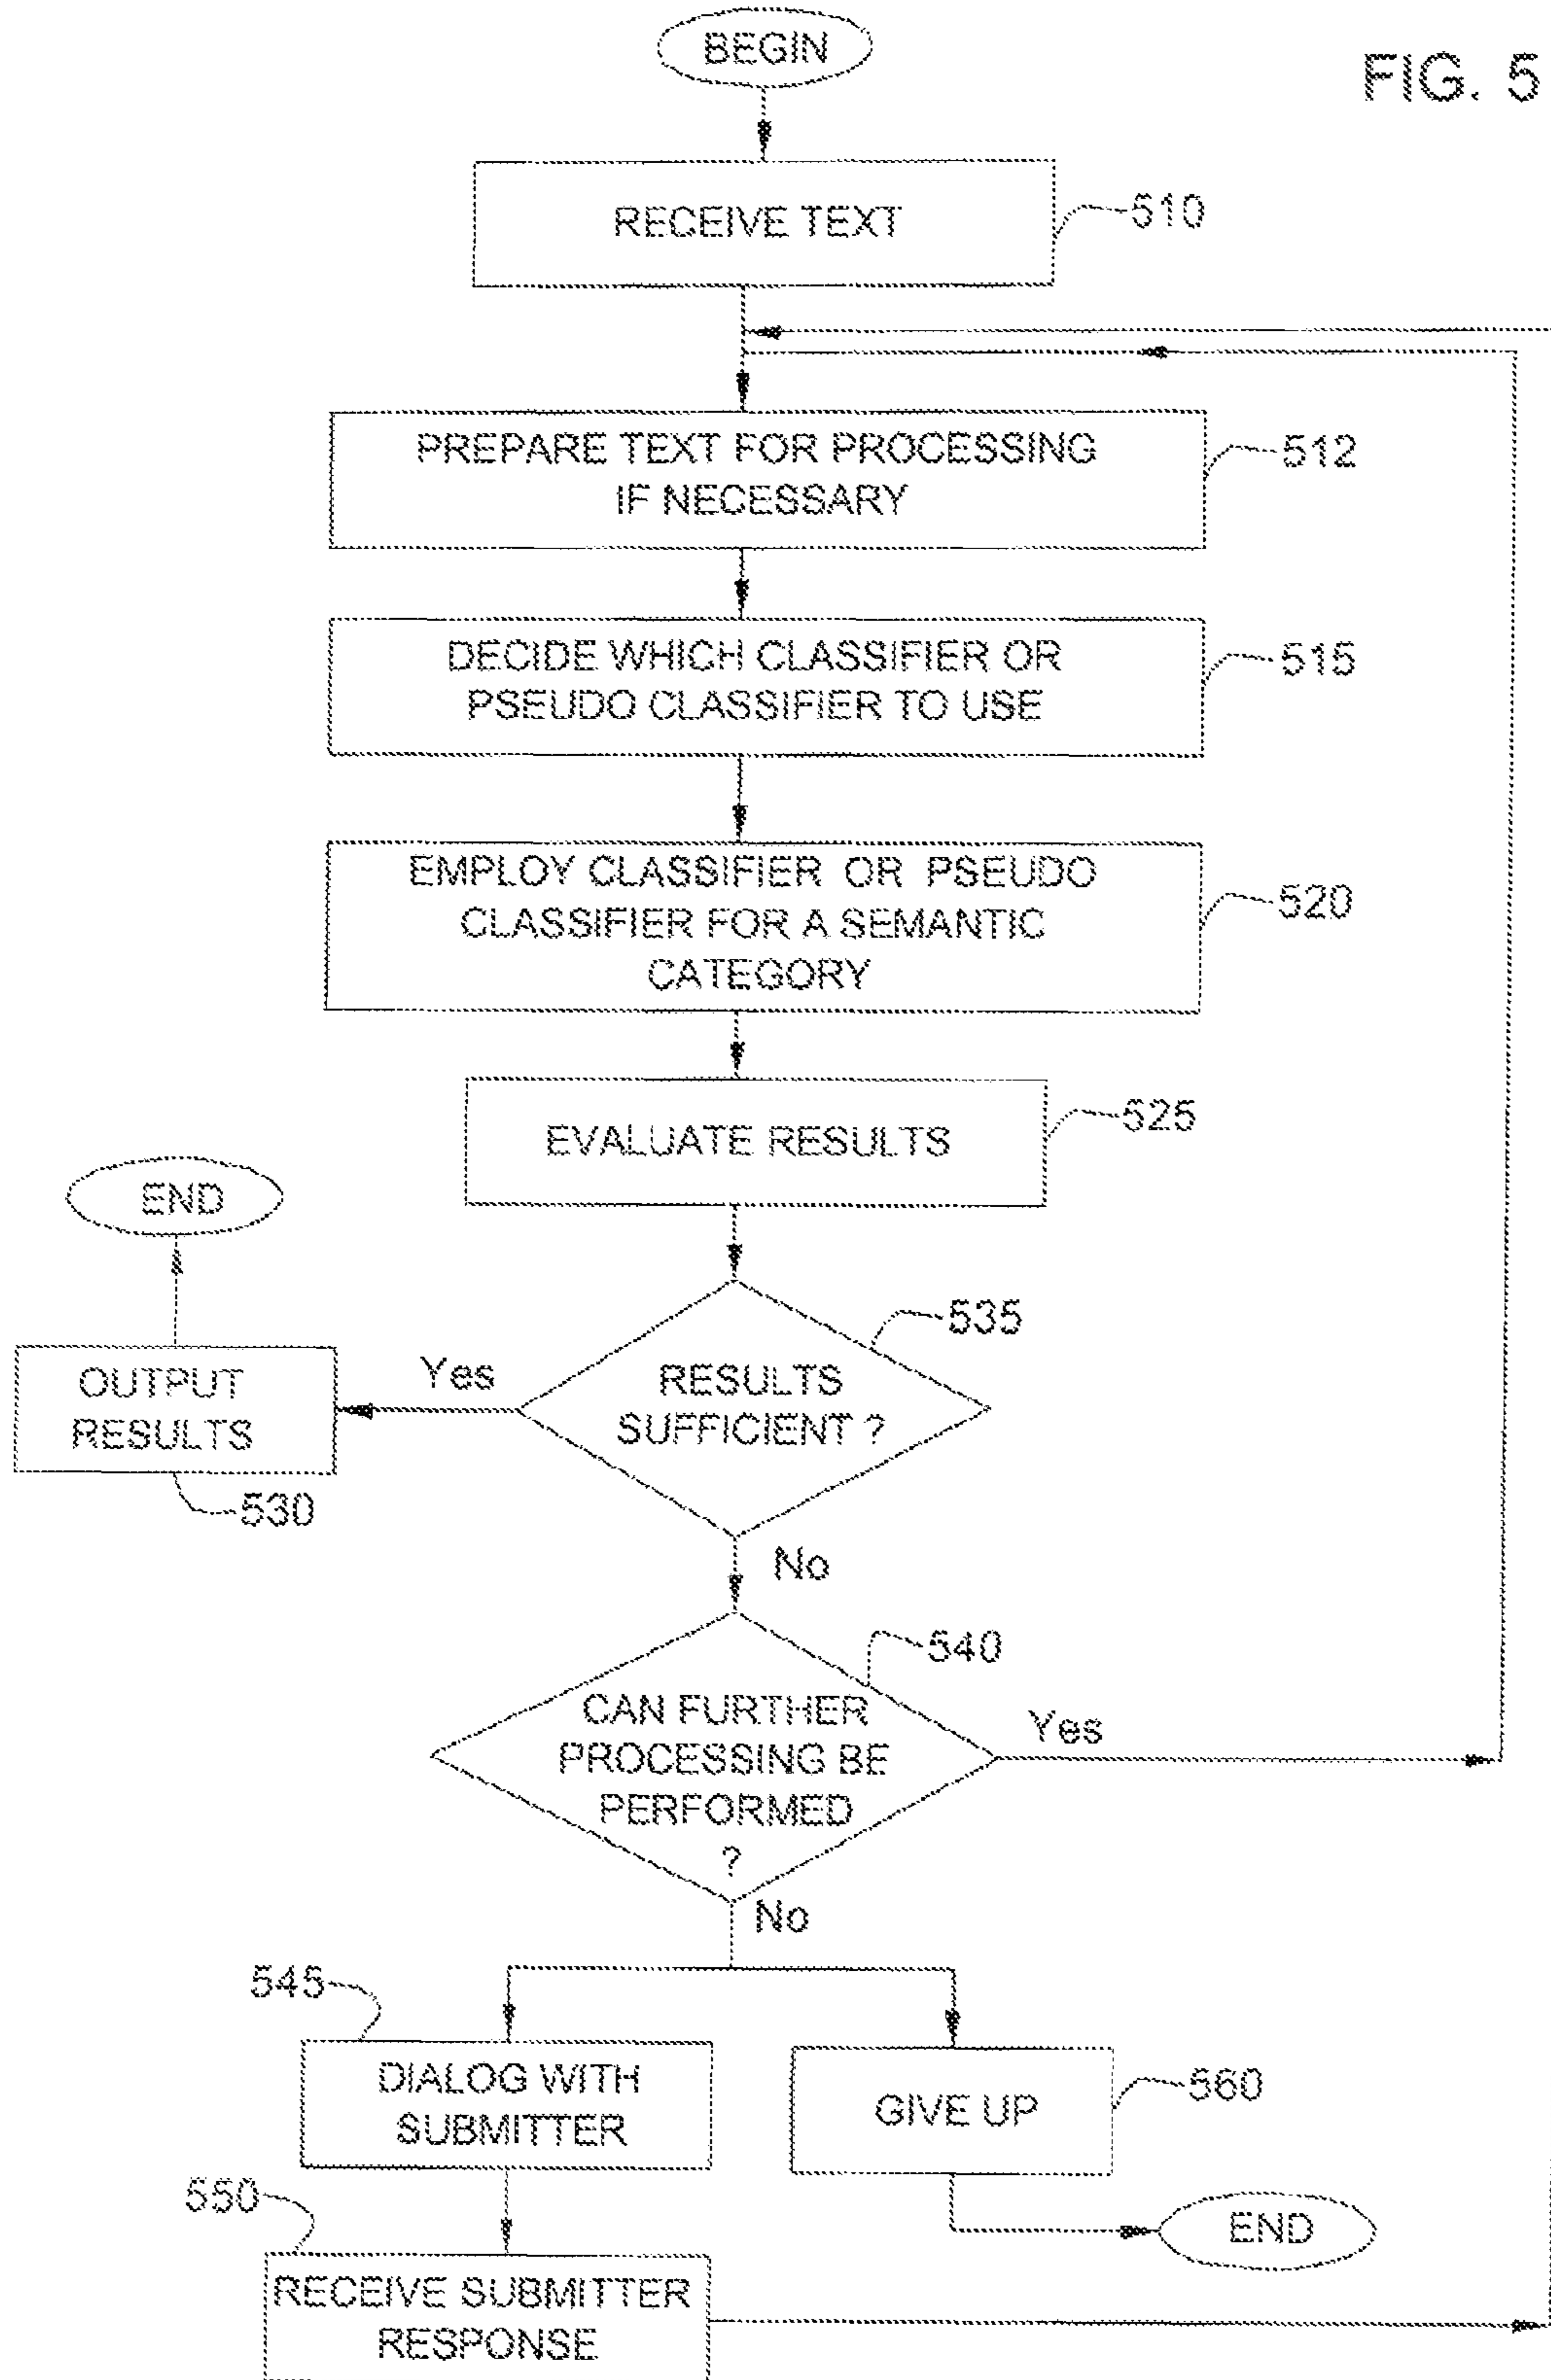 BEGIN
FIG. 5
RECEIVE TEXT
510
PREPARE TEXT FOR PROCESSING
IF NECESSARY
512
DECIDE WHICH CLASSIFIER OR
PSEUDO CLASSIFIER TO USE
515
EMPLOY CLASSIFIER OR PSEUDO
CLASSIFIER FOR A SEMANTIC
CATEGORY
520
EVALUATE RESULTS
525
END
535
RESULTS
SUFFICIENT ?
Yes
OUTPUT
RESULTS
530
No
540
CAN FURTHER
PROCESSING BE
PERFORMED
?
Yes
No
545
DIALOG WITH
SUBMITTER
GIVE UP
560
550
END
RECEIVE SUBMITTER
RESPONSE